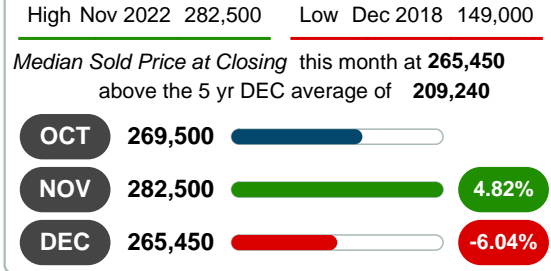 High Nov 2022 282,500 Low Dec 2018 149,000
Median Sold Price at Closing this month at 265,450
above the 5 yr DEC average of 209,240
OCT 269,500
NOV 282,500 4.82%
DEC 265,450 -6.04%